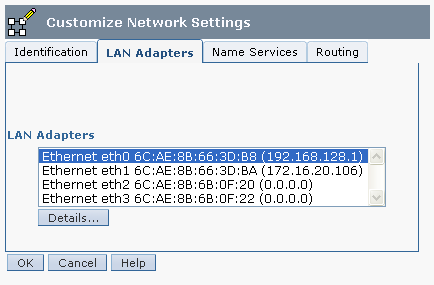 Customize Network Settings
Identification LAN Adapters Name Services Routing
LAN Adapters
Ethernet eth0 6C:AE:8B:66:3D:B8 (192.168.128.1)
Ethernet eth1 6C:AE:8B:66:3D:BA (172.16.20.106)
Ethernet eth2 6C:AE:8B:6B:0F:20 (0.0.0.0)
Ethernet eth3 6C:AE:8B:6B:0F:22 (0.0.0.0)
Details...
OK Cancel Help